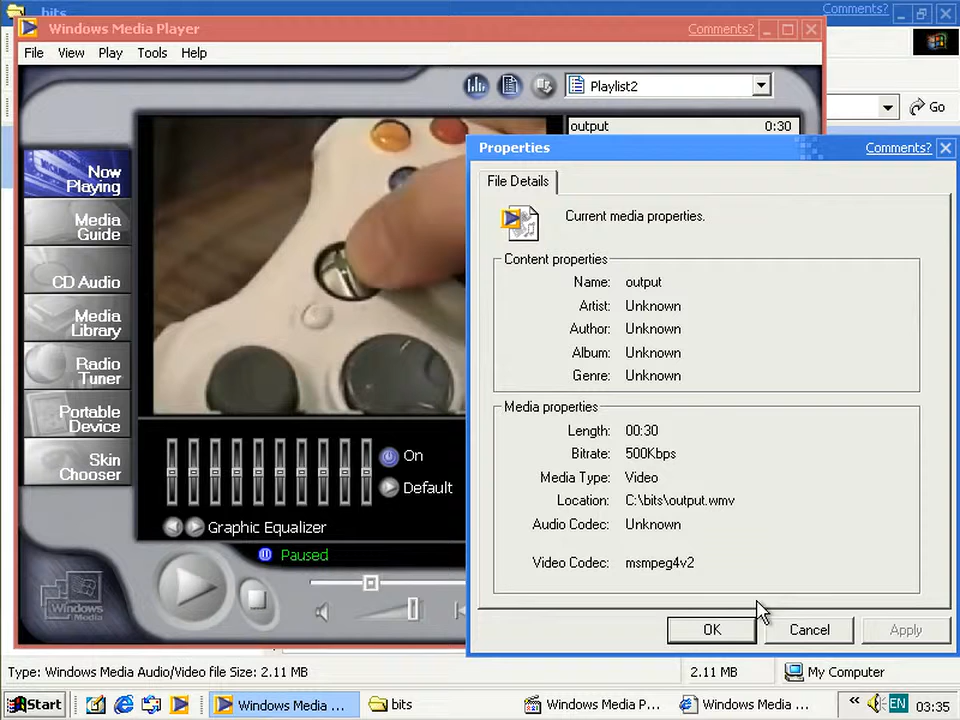 bits
Comments?
Windows Media Player
Comments?
File View Play Tools Help
Playlist2
Go
output 0:30
Now Playing
Media Guide
CD Audio
Media Library
Radio Tuner
Portable Device
Skin Chooser
On
Default
Graphic Equalizer
Paused
Windows Media
Properties
Comments?
File Details
Current media properties.
Content properties
Name: output
Artist: Unknown
Author: Unknown
Album: Unknown
Genre: Unknown
Media properties
Length: 00:30
Bitrate: 500Kbps
Media Type: Video
Location: C:\bits\output.wmv
Audio Codec: Unknown
Video Codec: msmpeg4v2
OK Cancel Apply
Type: Windows Media Audio/Video file Size: 2.11 MB 2.11 MB My Computer
Start Windows Media ... bits Windows Media P... Windows Media ... EN 03:35